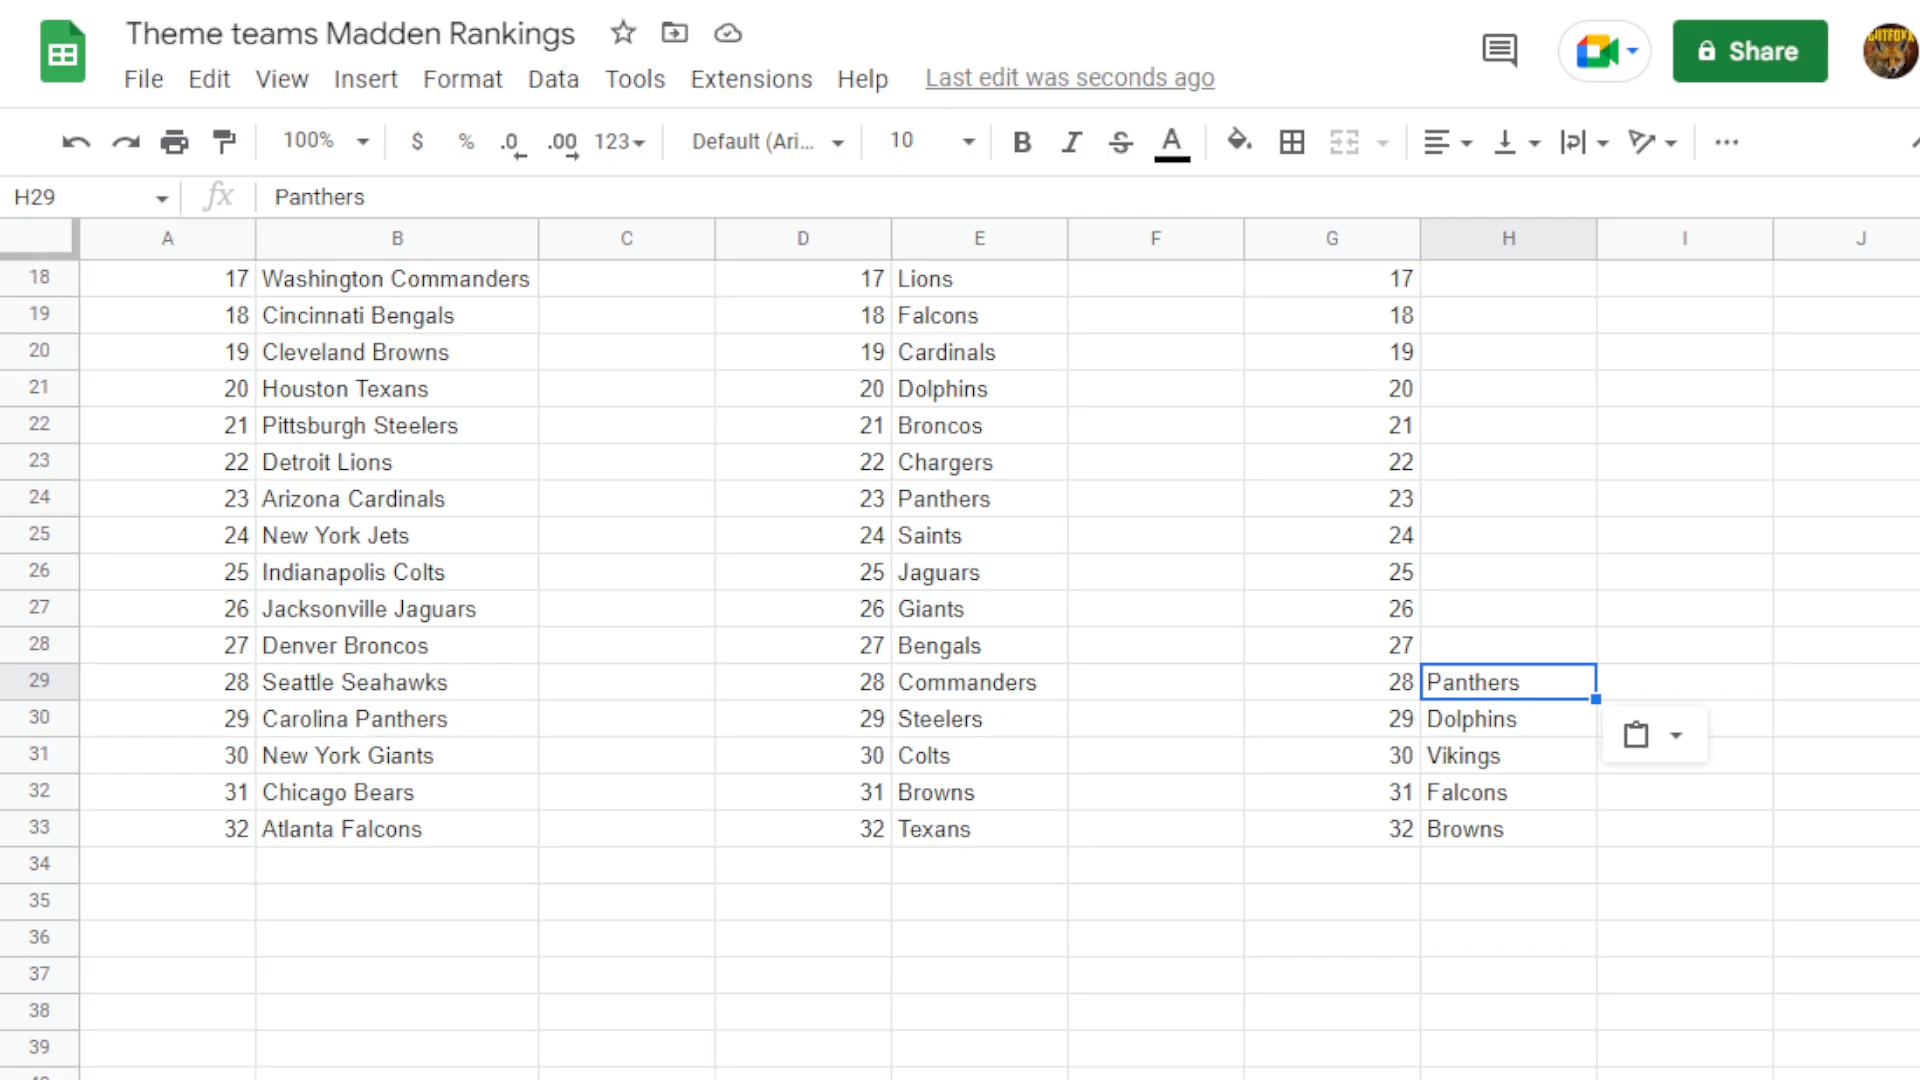 Theme teams Madden Rankings
File Edit View Insert Format Data Tools Extensions Help Last edit was seconds ago
Share
100% $ % .0 .00 123 Default (Ari... 10 B I S A
H29 fx Panthers
A B C D E F G H I J
18 17 Washington Commanders 17 Lions 17
19 18 Cincinnati Bengals 18 Falcons 18
20 19 Cleveland Browns 19 Cardinals 19
21 20 Houston Texans 20 Dolphins 20
22 21 Pittsburgh Steelers 21 Broncos 21
23 22 Detroit Lions 22 Chargers 22
24 23 Arizona Cardinals 23 Panthers 23
25 24 New York Jets 24 Saints 24
26 25 Indianapolis Colts 25 Jaguars 25
27 26 Jacksonville Jaguars 26 Giants 26
28 27 Denver Broncos 27 Bengals 27
29 28 Seattle Seahawks 28 Commanders 28 Panthers
30 29 Carolina Panthers 29 Steelers 29 Dolphins
31 30 New York Giants 30 Colts 30 Vikings
32 31 Chicago Bears 31 Browns 31 Falcons
33 32 Atlanta Falcons 32 Texans 32 Browns
34
35
36
37
38
39